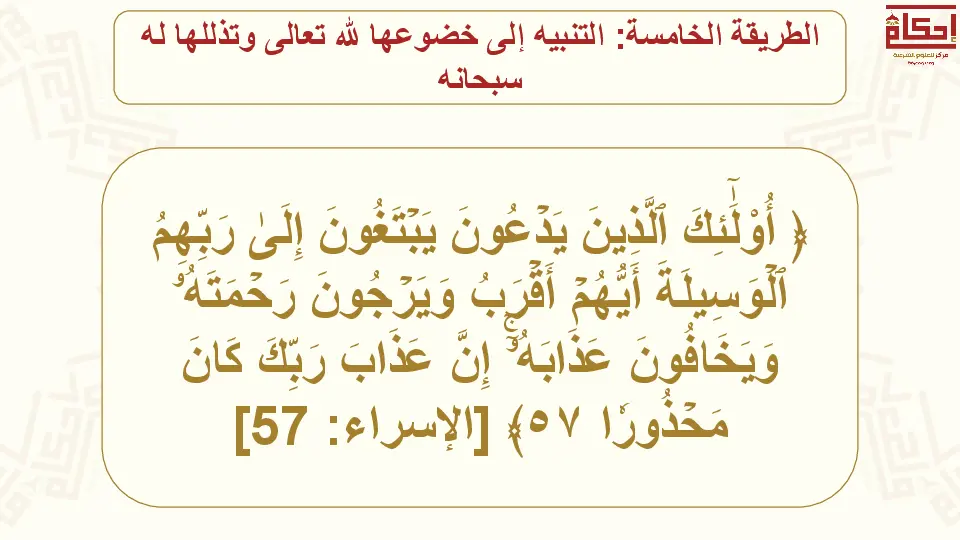 إحكام
مركز للعلوم الشرعية
الطريقة الخامسة: التنبيه إلى خضوعها لله تعالى وتذللها له
سبحانه
﴿ أُوْلَٰٓئِكَ ٱلَّذِينَ يَدۡعُونَ يَبۡتَغُونَ إِلَىٰ رَبِّهِمُ
ٱلۡوَسِيلَةَ أَيُّهُمۡ أَقۡرَبُ وَيَرۡجُونَ رَحۡمَتَهُۥ
وَيَخَافُونَ عَذَابَهُۥٓۚ إِنَّ عَذَابَ رَبِّكَ كَانَ
مَحۡذُورٗا ٥٧﴾ [الإسراء: 57]